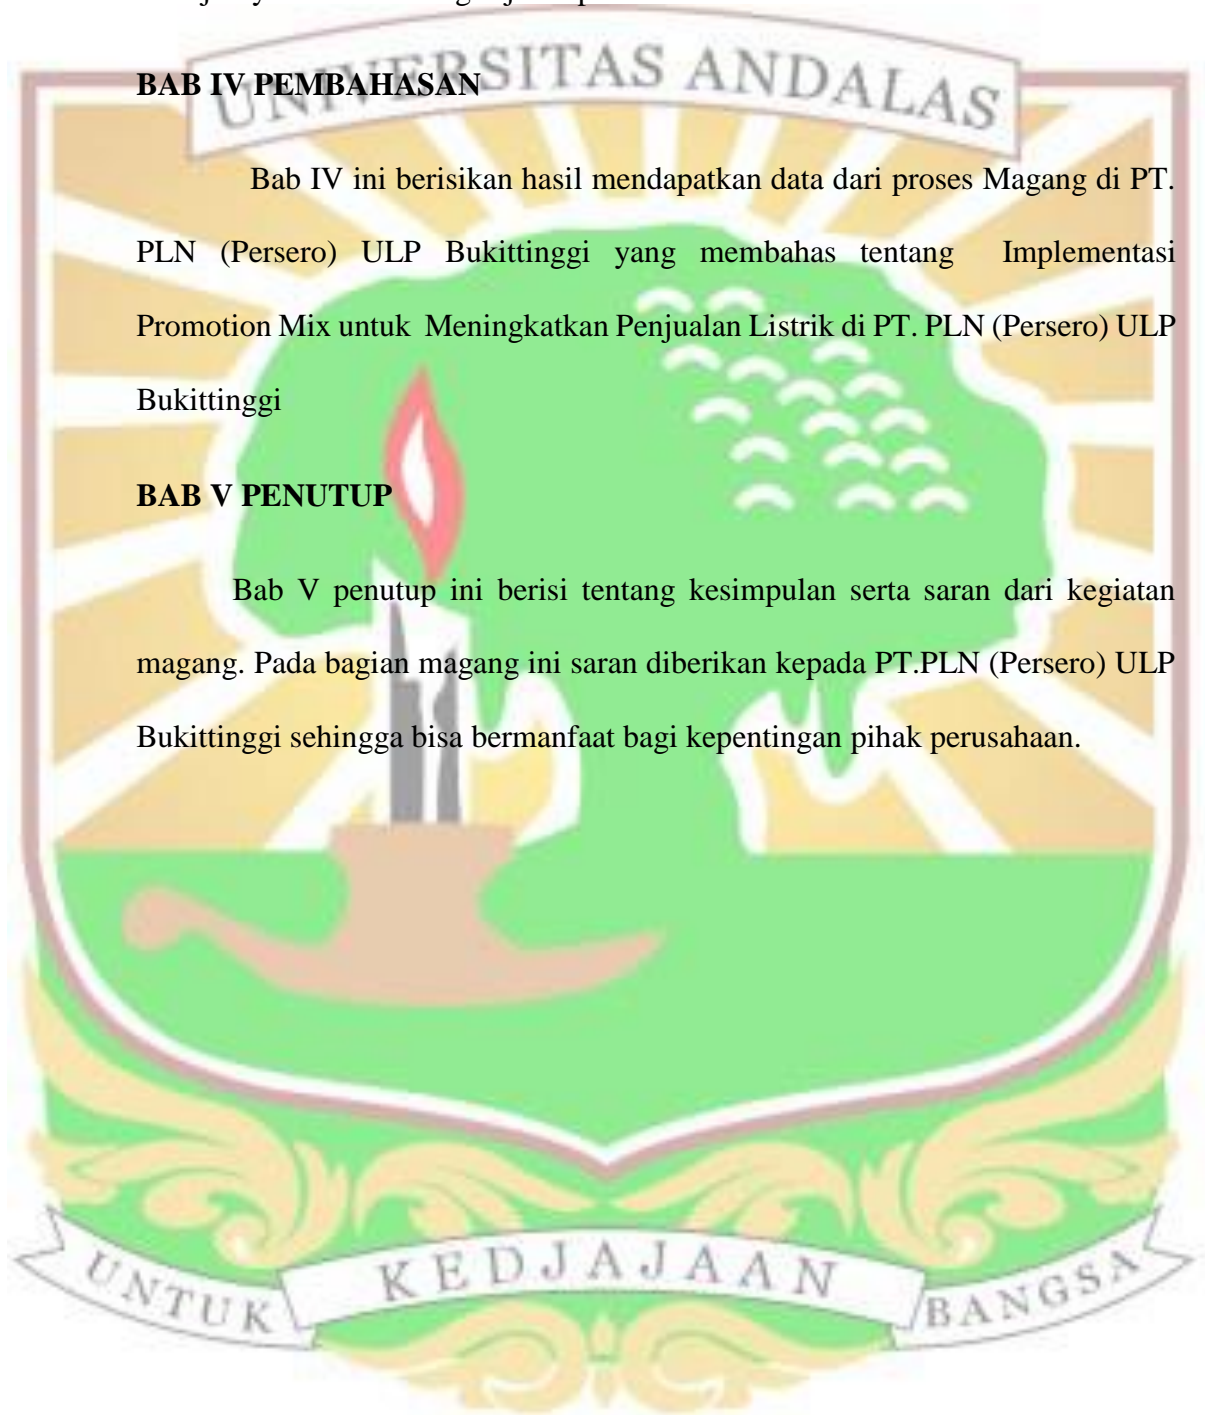 UNIVERSITAS ANDALAS
BAB IV PEMBAHASAN
Bab IV ini berisikan hasil mendapatkan data dari proses Magang di PT.
PLN (Persero) ULP Bukittinggi yang membahas tentang Implementasi
Promotion Mix untuk Meningkatkan Penjualan Listrik di PT. PLN (Persero) ULP
Bukittinggi
BAB V PENUTUP
Bab V penutup ini berisi tentang kesimpulan serta saran dari kegiatan
magang. Pada bagian magang ini saran diberikan kepada PT.PLN (Persero) ULP
Bukittinggi sehingga bisa bermanfaat bagi kepentingan pihak perusahaan.
UNTUK KEDJAJAAN BANGSA